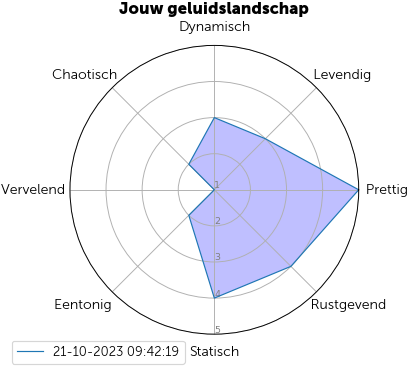 Jouw geluidslandschap
Dynamisch
Chaotisch
Levendig
Vervelend
1
Prettig
2
3
4
Eentonig
Rustgevend
5
21-10-2023 09:42:19
Statisch